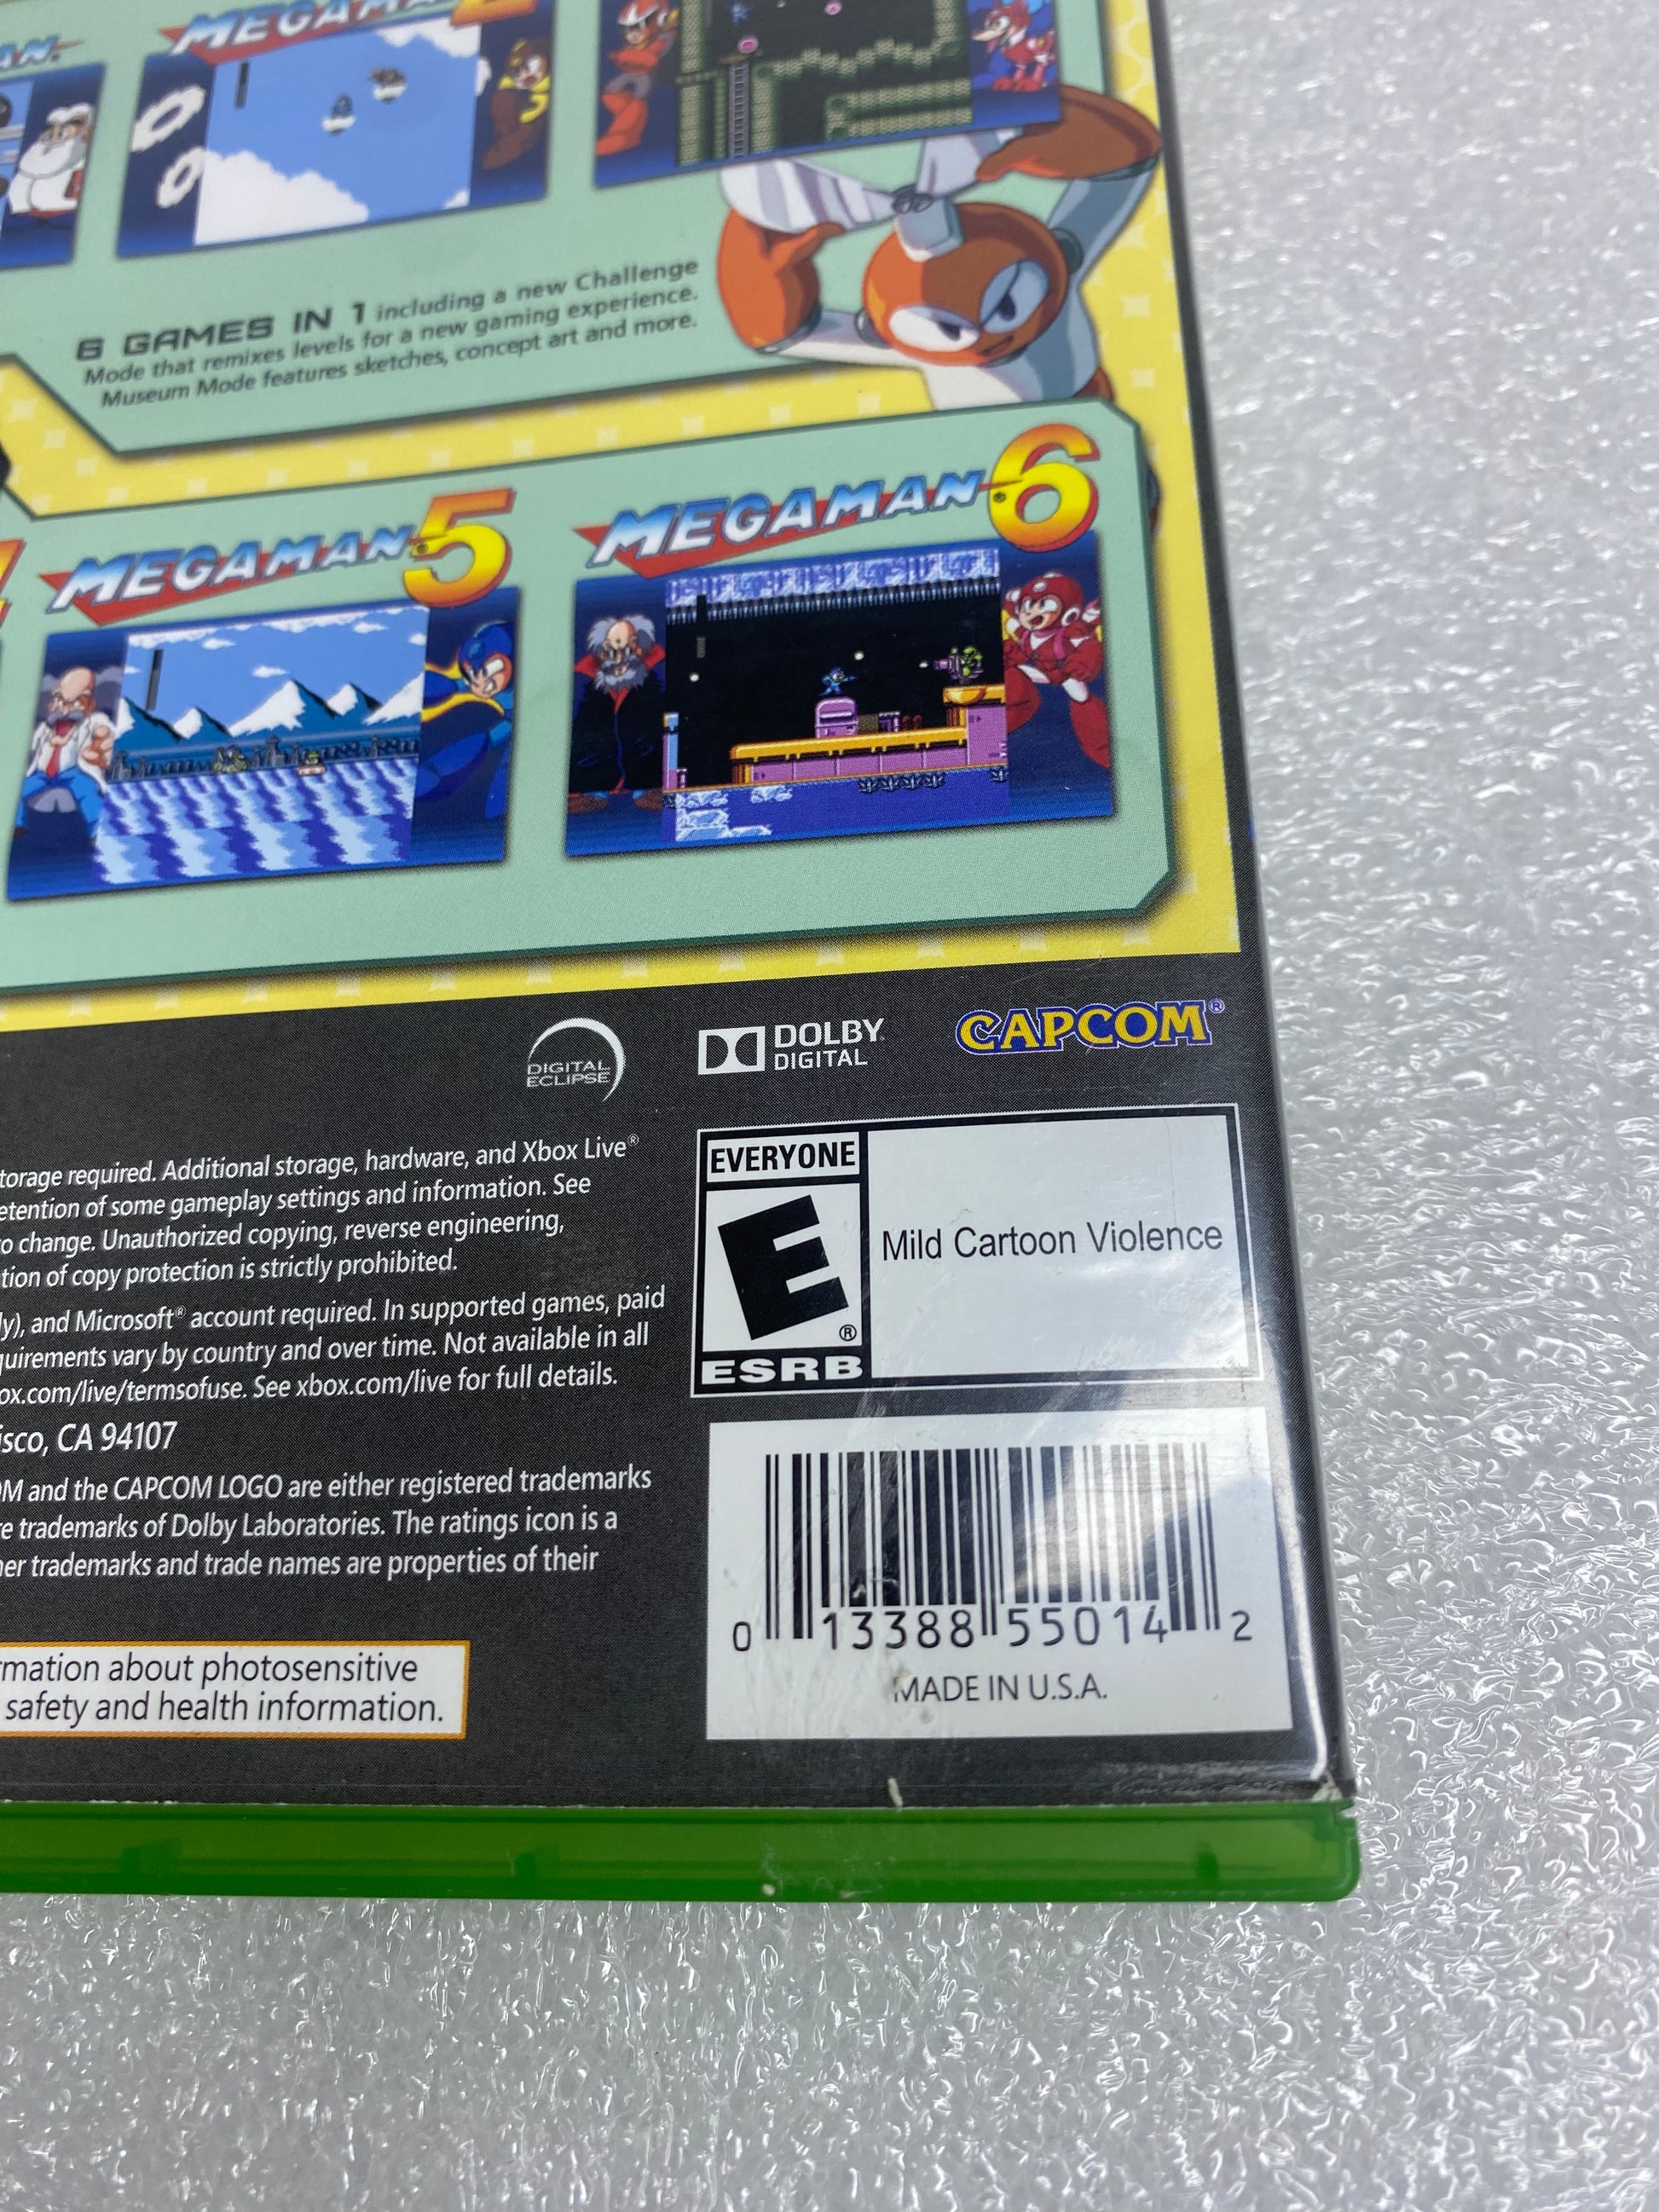 MEGAMAN 2
6 GAMES IN 1 including a new Challenge
Mode that remixes levels for a new gaming experience.
Museum Mode features sketches, concept art and more.
MEGAMAN 5
MEGAMAN 6
DIGITAL
ECLIPSE
DOLBY
DIGITAL
CAPCOM®
torage required. Additional storage, hardware, and Xbox Live®
etention of some gameplay settings and information. See
o change. Unauthorized copying, reverse engineering,
tion of copy protection is strictly prohibited.
ly), and Microsoft® account required. In supported games, paid
quirements vary by country and over time. Not available in all
ox.com/live/termsofuse. See xbox.com/live for full details.
isco, CA 94107
OM and the CAPCOM LOGO are either registered trademarks
re trademarks of Dolby Laboratories. The ratings icon is a
her trademarks and trade names are properties of their
rmation about photosensitive
safety and health information.
EVERYONE
E
®
ESRB
Mild Cartoon Violence
0 13388 55014 2
MADE IN U.S.A.